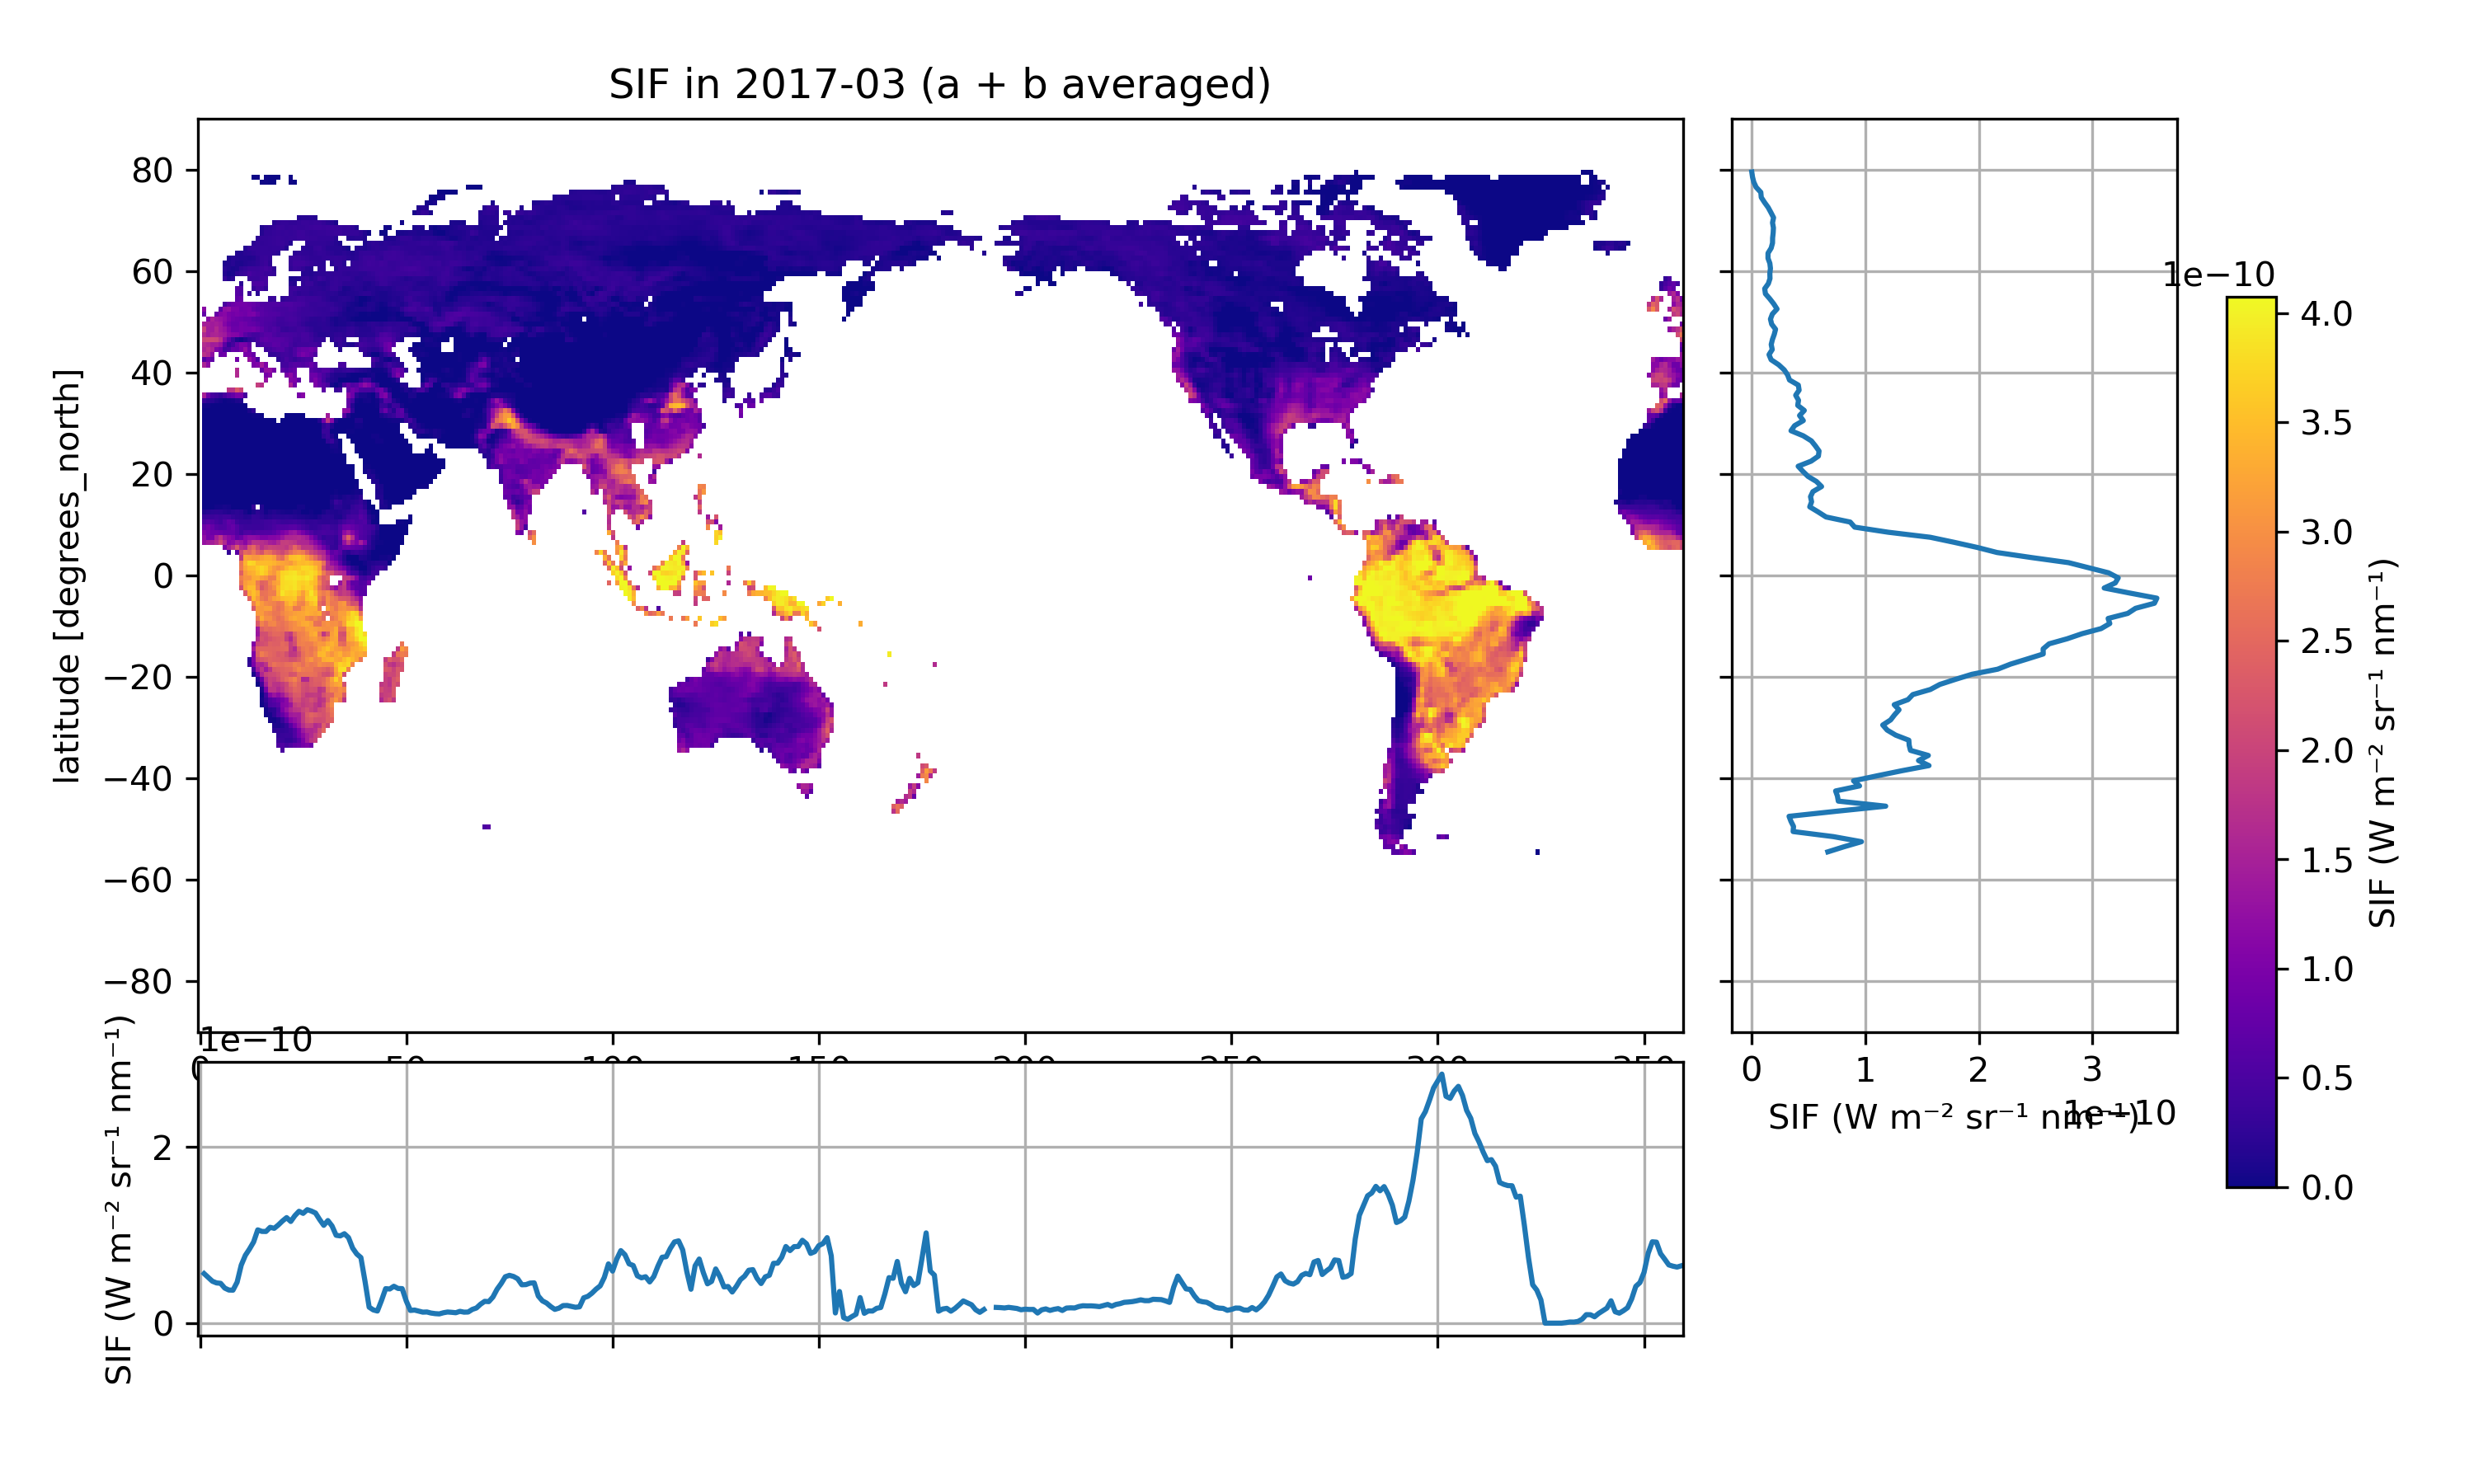 SIF in 2017-03 (a + b averaged)
80
60
40
20
0
−20
−40
−60
−80
latitude [degrees_north]
0 1 2 3
SIF (W m⁻² sr⁻¹ nm⁻¹)
1e−10
1e−10
4.0
3.5
3.0
2.5
2.0
1.5
1.0
0.5
0.0
SIF (W m⁻² sr⁻¹ nm⁻¹)
1e−10
0 50 100 150 200 250 300 350
2
0
SIF (W m⁻² sr⁻¹ nm⁻¹)